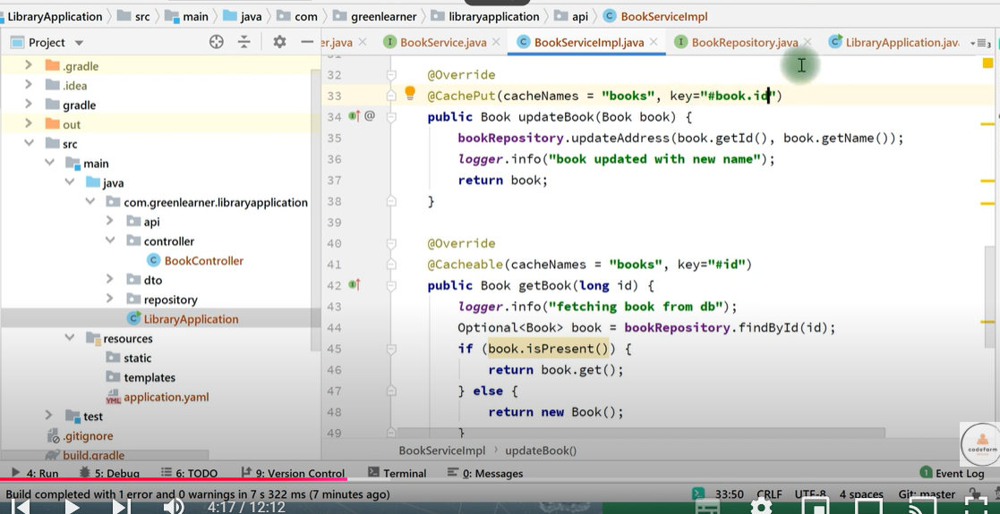 LibraryApplication src main java com greenlearner libraryapplication api BookServiceImpl
Project
er.java BookService.java BookServiceImpl.java BookRepository.java LibraryApplication.jav
.gradle
.idea
gradle
out
src
main
java
com.greenlearner.libraryapplication
api
controller
BookController
dto
repository
LibraryApplication
resources
static
templates
application.yaml
test
.gitignore
build.gradle
32 @Override
33 @CachePut(cacheNames = "books", key="#book.id")
34 public Book updateBook(Book book) {
35 bookRepository.updateAddress(book.getId(), book.getName());
36 logger.info("book updated with new name");
37 return book;
38 }
39
40 @Override
41 @Cacheable(cacheNames = "books", key="#id")
42 public Book getBook(long id) {
43 logger.info("fetching book from db");
44 Optional<Book> book = bookRepository.findById(id);
45 if (book.isPresent()) {
46 return book.get();
47 } else {
48 return new Book();
49 }
BookServiceImpl updateBook()
codefarm
4: Run 5: Debug 6: TODO 9: Version Control Terminal 0: Messages 1 Event Log
Build completed with 1 error and 0 warnings in 7 s 322 ms (7 minutes ago) 33:50 CRLF UTF-8 4 spaces Git: master
4:17 / 12:12